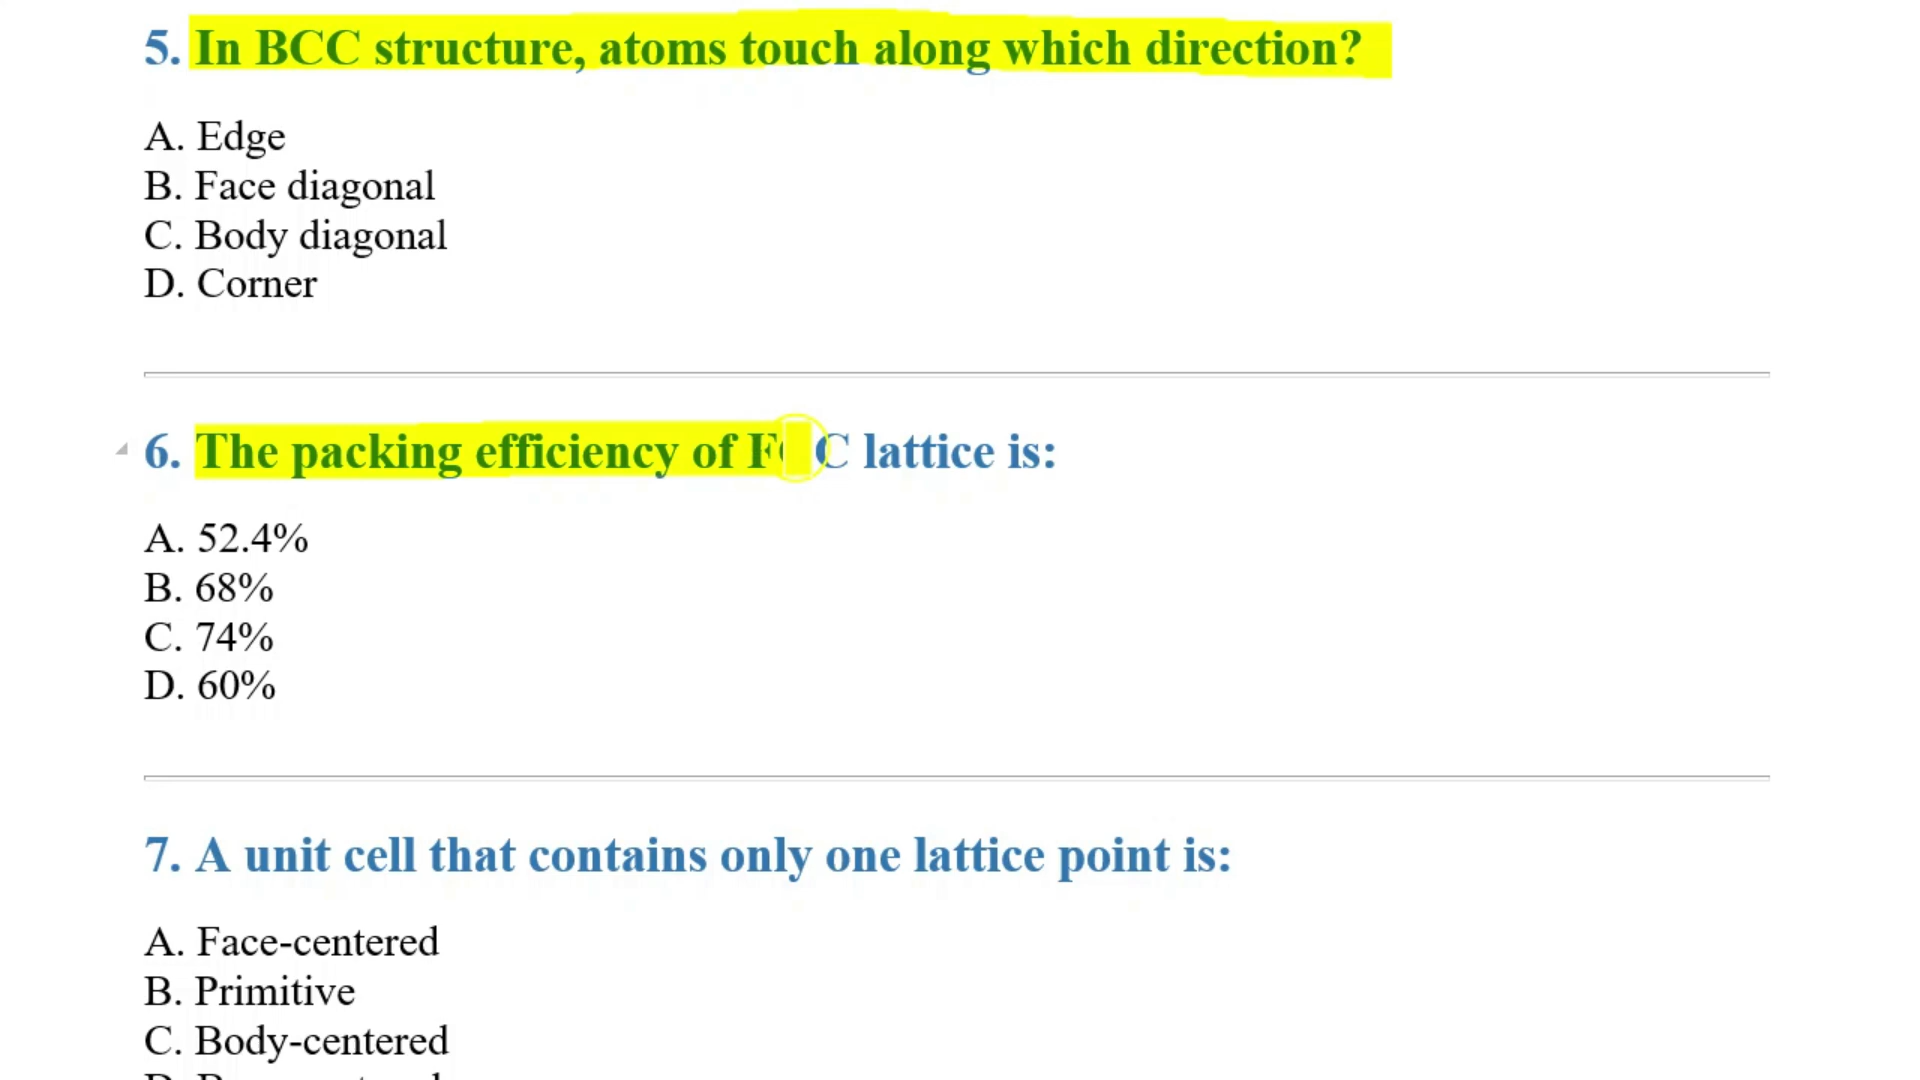 5. In BCC structure, atoms touch along which direction?
A. Edge
B. Face diagonal
C. Body diagonal
D. Corner
6. The packing efficiency of FCC lattice is:
A. 52.4%
B. 68%
C. 74%
D. 60%
7. A unit cell that contains only one lattice point is:
A. Face-centered
B. Primitive
C. Body-centered